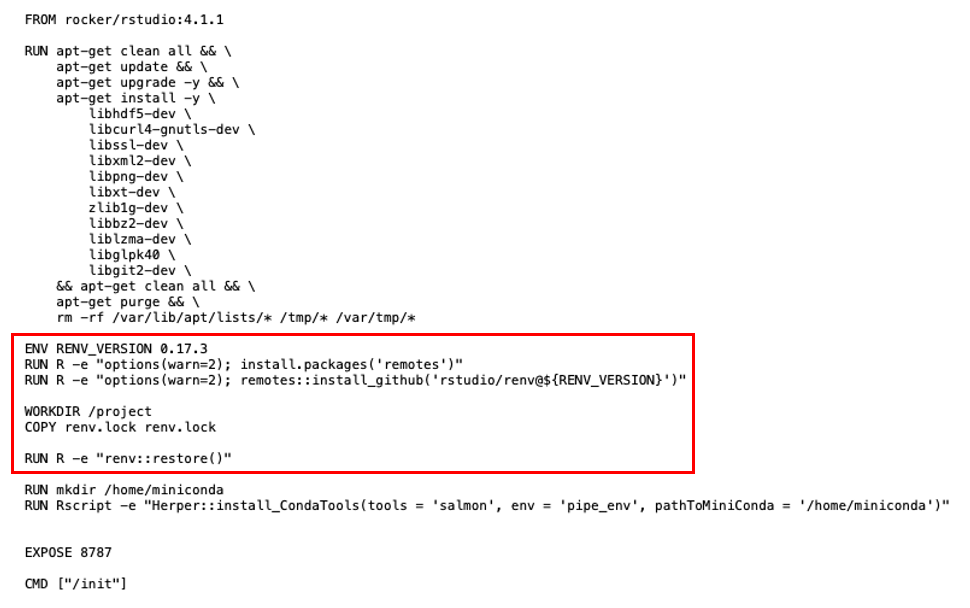 FROM rocker/rstudio:4.1.1
RUN apt-get clean all && \
apt-get update && \
apt-get upgrade -y && \
apt-get install -y \
libhdf5-dev \
libcurl4-gnutls-dev \
libssl-dev \
libxml2-dev \
libpng-dev \
libxt-dev \
zlib1g-dev \
libbz2-dev \
liblzma-dev \
libglpk40 \
libgit2-dev \
&& apt-get clean all && \
apt-get purge && \
rm -rf /var/lib/apt/lists/* /tmp/* /var/tmp/*
ENV RENV_VERSION 0.17.3
RUN R -e "options(warn=2); install.packages('remotes')"
RUN R -e "options(warn=2); remotes::install_github('rstudio/renv@${RENV_VERSION}')"
WORKDIR /project
COPY renv.lock renv.lock
RUN R -e "renv::restore()"
RUN mkdir /home/miniconda
RUN Rscript -e "Herper::install_CondaTools(tools = 'salmon', env = 'pipe_env', pathToMiniConda = '/home/miniconda')"
EXPOSE 8787
CMD ["/init"]